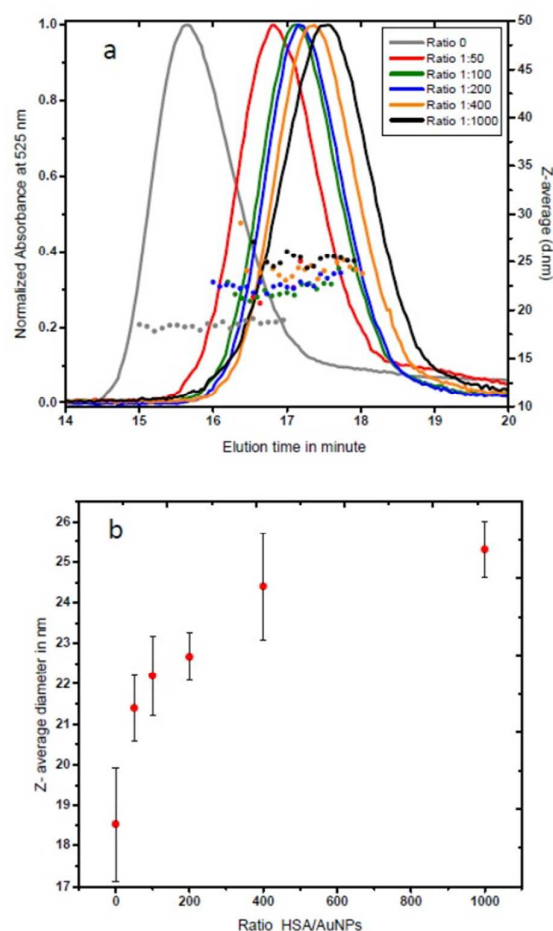 a
Normalized Absorbance at 525 nm
1.0
0.8
0.6
0.4
0.2
0.0
14 15 16 17 18 19 20
Elution time in minute
50
45
40
35
30
25
20
15
10
Z-average (d.nm)
Ratio 0
Ratio 1:50
Ratio 1:100
Ratio 1:200
Ratio 1:400
Ratio 1:1000
b
Z- average diameter in nm
26
25
24
23
22
21
20
19
18
17
0 200 400 600 800 1000
Ratio HSA/AuNPs